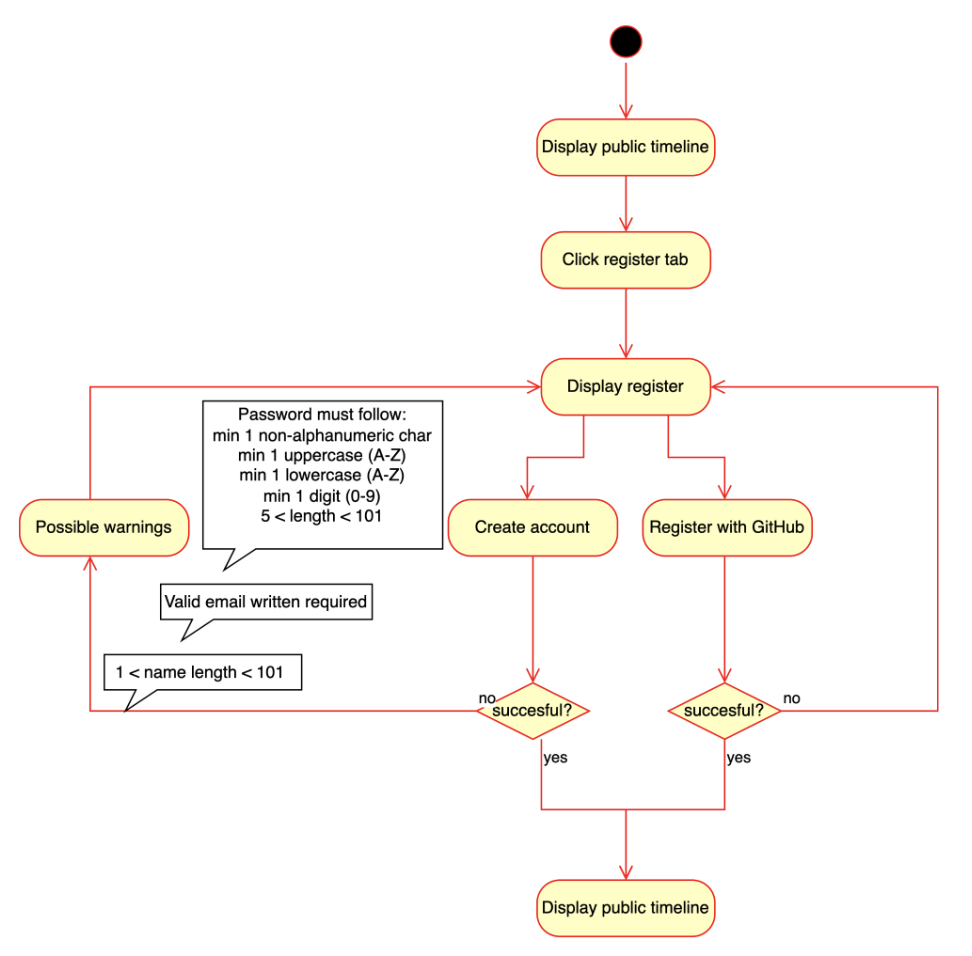 Display public timeline
Click register tab
Display register
Password must follow:
min 1 non-alphanumeric char
min 1 uppercase (A-Z)
min 1 lowercase (A-Z)
min 1 digit (0-9)
5 < length < 101
Possible warnings
Create account
Register with GitHub
Valid email written required
1 < name length < 101
no
succesful?
succesful?
no
yes
yes
Display public timeline